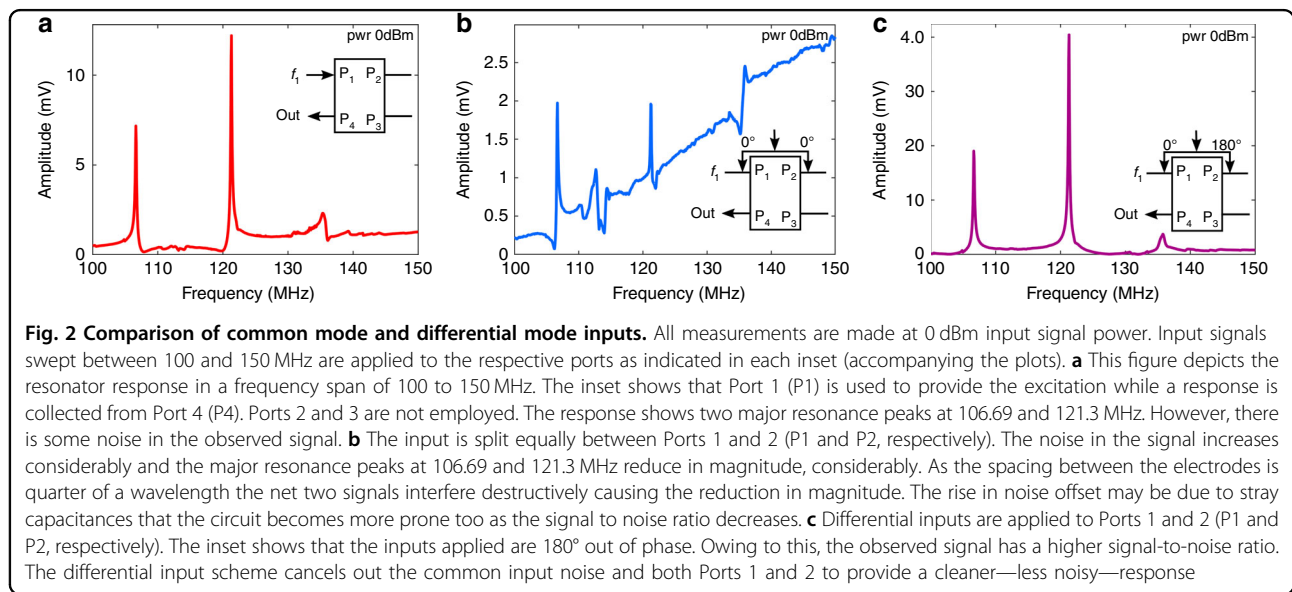 a
pwr 0dBm
Amplitude (mV)
10
5
0
f1
P1 P2
Out
P4 P3
100 110 120 130 140 150
Frequency (MHz)
b
pwr 0dBm
Amplitude (mV)
2.5
2
1.5
1
0.5
0
0° 0°
f1
P1 P2
Out
P4 P3
100 110 120 130 140 150
Frequency (MHz)
c
pwr 0dBm
Amplitude (mV)
4.0
30
20
10
0
0° 180°
f1
P1 P2
Out
P4 P3
100 110 120 130 140 150
Frequency (MHz)
Fig. 2 Comparison of common mode and differential mode inputs. All measurements are made at 0 dBm input signal power. Input signals
swept between 100 and 150 MHz are applied to the respective ports as indicated in each inset (accompanying the plots). a This figure depicts the
resonator response in a frequency span of 100 to 150 MHz. The inset shows that Port 1 (P1) is used to provide the excitation while a response is
collected from Port 4 (P4). Ports 2 and 3 are not employed. The response shows two major resonance peaks at 106.69 and 121.3 MHz. However, there
is some noise in the observed signal. b The input is split equally between Ports 1 and 2 (P1 and P2, respectively). The noise in the signal increases
considerably and the major resonance peaks at 106.69 and 121.3 MHz reduce in magnitude, considerably. As the spacing between the electrodes is
quarter of a wavelength the net two signals interfere destructively causing the reduction in magnitude. The rise in noise offset may be due to stray
capacitances that the circuit becomes more prone too as the signal to noise ratio decreases. c Differential inputs are applied to Ports 1 and 2 (P1 and
P2, respectively). The inset shows that the inputs applied are 180° out of phase. Owing to this, the observed signal has a higher signal-to-noise ratio.
The differential input scheme cancels out the common input noise and both Ports 1 and 2 to provide a cleaner—less noisy—response